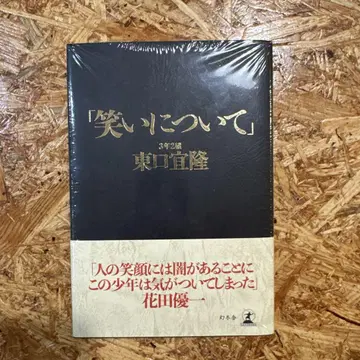 「笑いについて」
3年2組
東口宜隆
「人の笑顔には闇があることに
この少年は気がついてしまった」
花田優一
幻冬舎